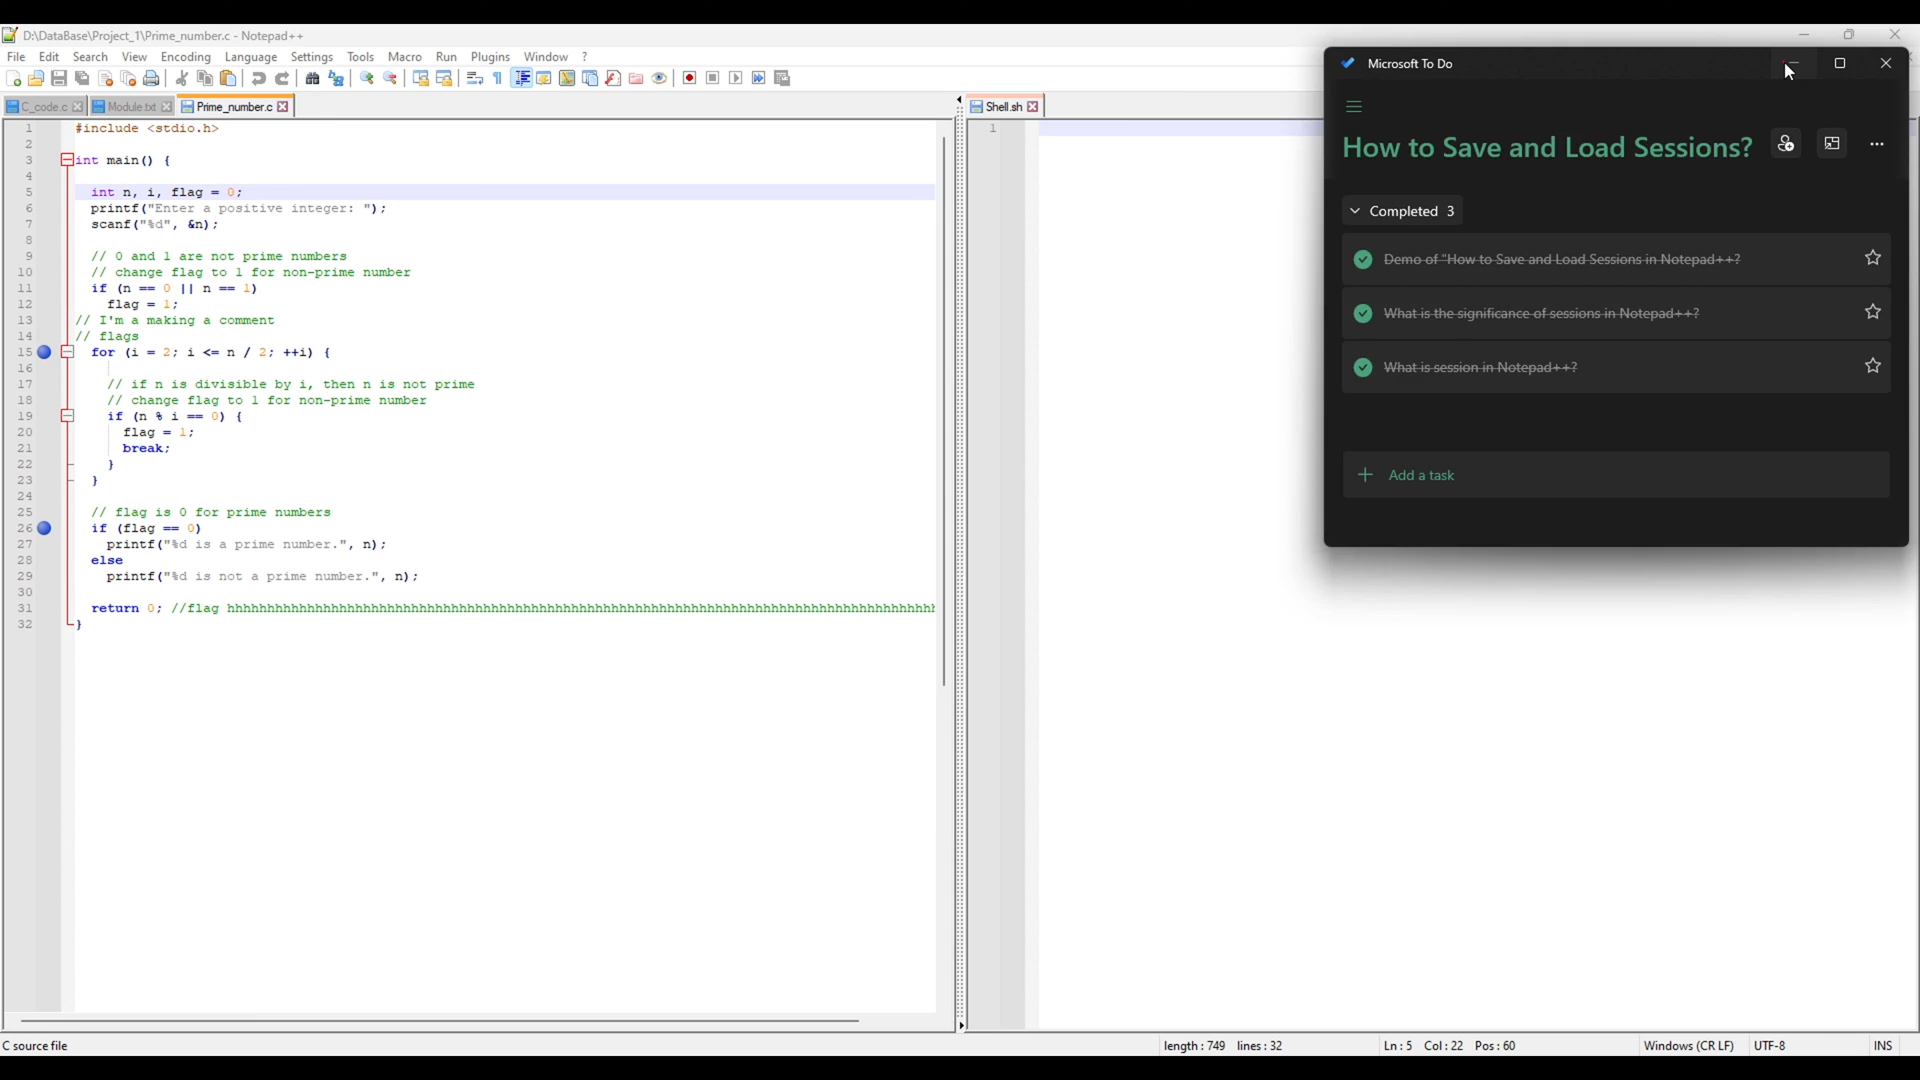 D:\DataBase\Project_1\Prime_number.c - Notepad++
File Edit Search View Encoding Language Settings Tools Macro Run Plugins Window ?
C_code.c Module.txt Prime_number.c
1 #include <stdio.h>
2
3 int main() {
4
5 int n, i, flag = 0;
6 printf("Enter a positive integer: ");
7 scanf("%d", &n);
8
9 // 0 and 1 are not prime numbers
10 // change flag to 1 for non-prime number
11 if (n == 0 || n == 1)
12 flag = 1;
13 // I'm a making a comment
14 // flags
15 for (i = 2; i <= n / 2; ++i) {
16
17 // if n is divisible by i, then n is not prime
18 // change flag to 1 for non-prime number
19 if (n % i == 0) {
20 flag = 1;
21 break;
22 }
23 }
24
25 // flag is 0 for prime numbers
26 if (flag == 0)
27 printf("%d is a prime number.", n);
28 else
29 printf("%d is not a prime number.", n);
30
31 return 0; //flag
32 }
Shell.sh
1
Microsoft To Do
How to Save and Load Sessions?
Completed 3
Demo of "How to Save and Load Sessions in Notepad++?
What is the significance of sessions in Notepad++?
What is session in Notepad++?
Add a task
C source file length : 749 lines : 32 Ln : 5 Col : 22 Pos : 60 Windows (CR LF) UTF-8 INS